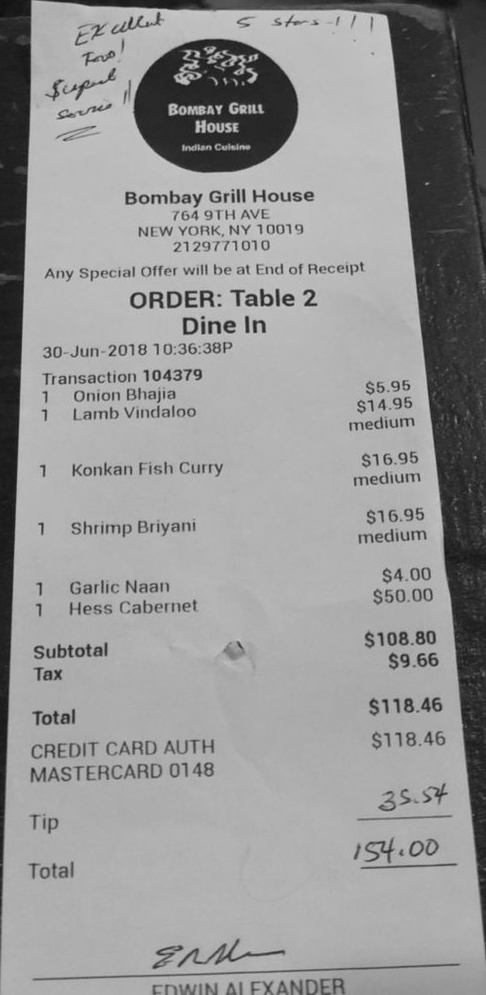 Excellent
Food!
Superb
Service !!
5 Stars - ! ! !
BOMBAY GRILL
HOUSE
Indian Cuisine
Bombay Grill House
764 9TH AVE
NEW YORK, NY 10019
2129771010
Any Special Offer will be at End of Receipt
ORDER: Table 2
Dine In
30-Jun-2018 10:36:38P
Transaction 104379
1 Onion Bhajia $5.95
1 Lamb Vindaloo $14.95
medium
1 Konkan Fish Curry $16.95
medium
1 Shrimp Briyani $16.95
medium
1 Garlic Naan $4.00
1 Hess Cabernet $50.00
Subtotal $108.80
Tax $9.66
Total $118.46
CREDIT CARD AUTH $118.46
MASTERCARD 0148
Tip 35.54
Total 154.00
EDWIN ALEXANDER